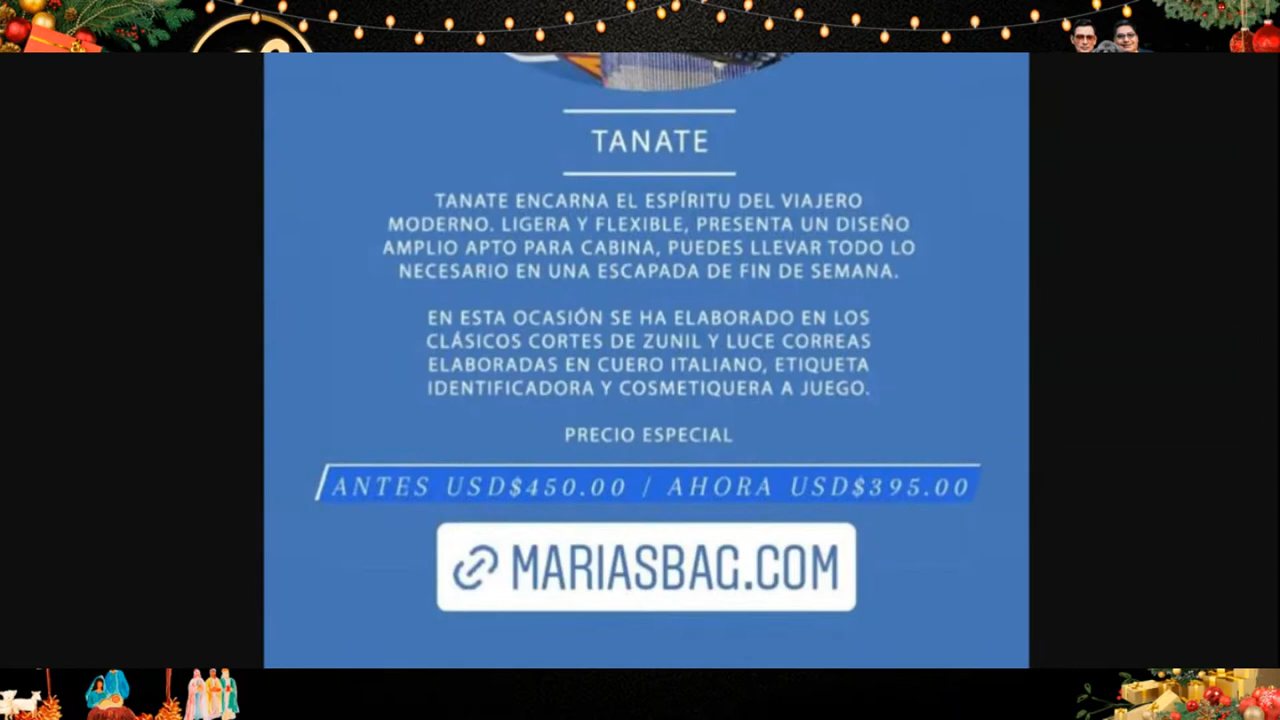 TANATE
TANATE ENCARNA EL ESPÍRITU DEL VIAJERO
MODERNO. LIGERA Y FLEXIBLE, PRESENTA UN DISEÑO
AMPLIO APTO PARA CABINA, PUEDES LLEVAR TODO LO
NECESARIO EN UNA ESCAPADA DE FIN DE SEMANA.
EN ESTA OCASIÓN SE HA ELABORADO EN LOS
CLÁSICOS CORTES DE ZUNIL Y LUCE CORREAS
ELABORADAS EN CUERO ITALIANO, ETIQUETA
IDENTIFICADORA Y COSMETIQUERA A JUEGO.
PRECIO ESPECIAL
ANTES USD$450.00 / AHORA USD$395.00
MARIASBAG.COM